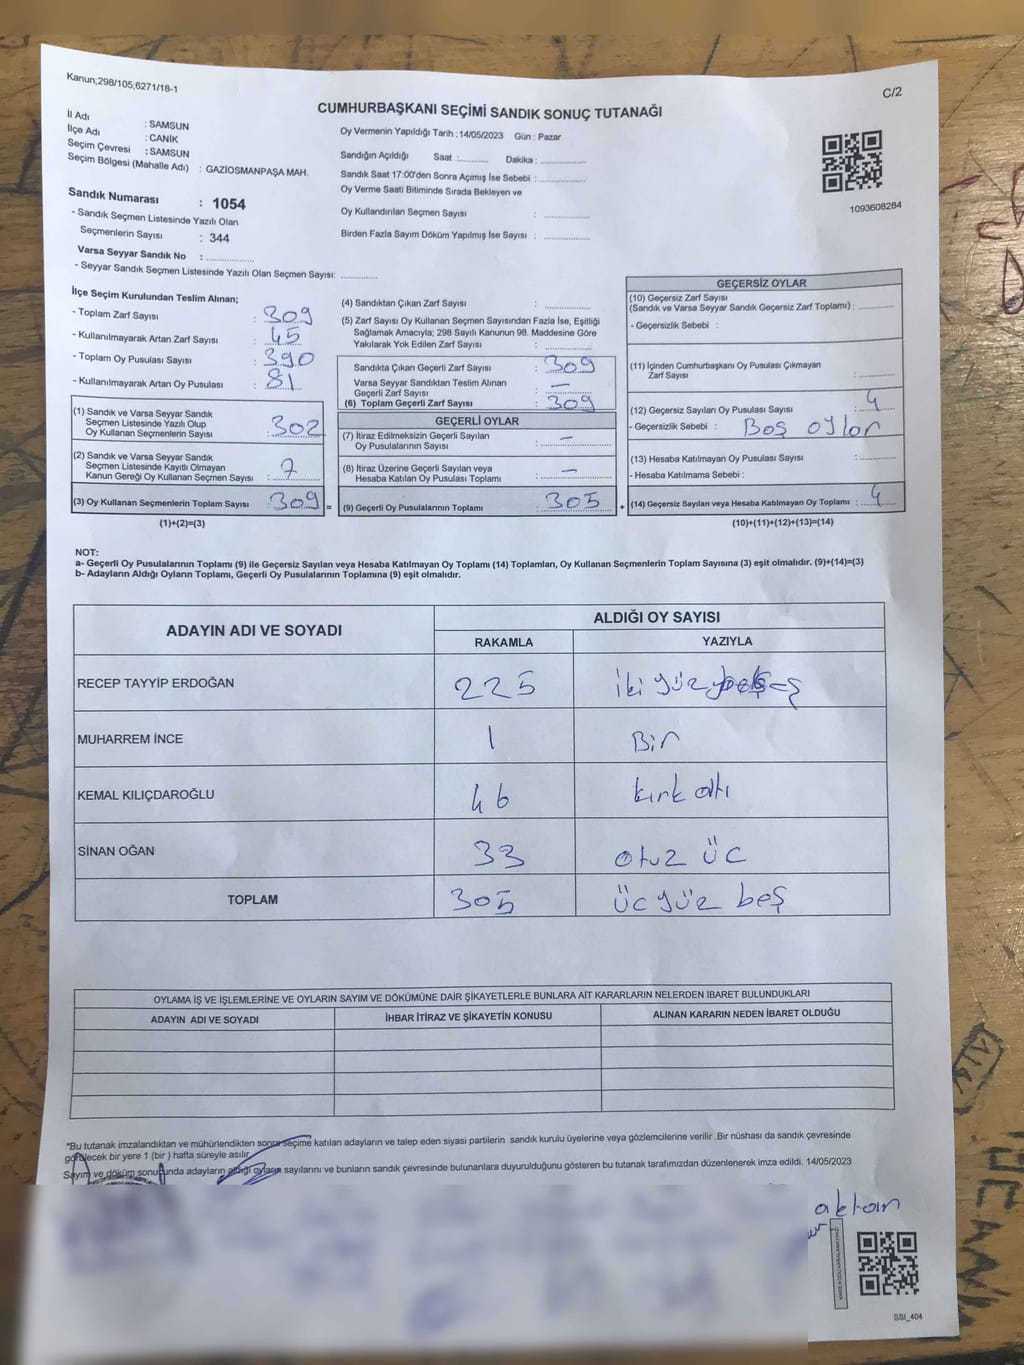 Kanun;298/105;6271/18-1
C/2
CUMHURBAŞKANI SEÇİMİ SANDIK SONUÇ TUTANAĞI
İl Adı : SAMSUN
İlçe Adı : CANİK
Seçim Çevresi : SAMSUN
Seçim Bölgesi (Mahalle Adı) : GAZİOSMANPAŞA MAH.
Oy Vermenin Yapıldığı Tarih :14/05/2023 Gün : Pazar
Sandığın Açıldığı Saat :.......... Dakika :..............
Sandık Saat 17:00'den Sonra Açımış İse Sebebi :..............
Oy Verme Saati Bitiminde Sırada Bekleyen ve
Oy Kullandırılan Seçmen Sayısı : ..............
Birden Fazla Sayım Döküm Yapılmış İse Sayısı : ..............
1093608284
Sandık Numarası : 1054
- Sandık Seçmen Listesinde Yazılı Olan
Seçmenlerin Sayısı : 344
Varsa Seyyar Sandık No : ..............
- Seyyar Sandık Seçmen Listesinde Yazılı Olan Seçmen Sayısı: ..............
İlçe Seçim Kurulundan Teslim Alınan;
- Toplam Zarf Sayısı : 309
- Kullanılmayarak Artan Zarf Sayısı : 45
- Toplam Oy Pusulası Sayısı : 390
- Kullanılmayarak Artan Oy Pusulası : 81
(1) Sandık ve Varsa Seyyar Sandık
Seçmen Listesinde Yazılı Olup
Oy Kullanan Seçmenlerin Sayısı : 302
(2) Sandık ve Varsa Seyyar Sandık
Seçmen Listesinde Kayıtlı Olmayan
Kanun Gereği Oy Kullanan Seçmen Sayısı : 7
(3) Oy Kullanan Seçmenlerin Toplam Sayısı : 309 =
(1)+(2)=(3)
(4) Sandıktan Çıkan Zarf Sayısı : ..............
(5) Zarf Sayısı Oy Kullanan Seçmen Sayısından Fazla İse, Eşitliği
Sağlamak Amacıyla; 298 Sayılı Kanunun 98. Maddesine Göre
Yakılarak Yok Edilen Zarf Sayısı : ..............
Sandıkta Çıkan Geçerli Zarf Sayısı : 309
Varsa Seyyar Sandıktan Teslim Alınan
Geçerli Zarf Sayısı : —
(6) Toplam Geçerli Zarf Sayısı : 309
GEÇERLİ OYLAR
(7) İtiraz Edilmeksizin Geçerli Sayılan
Oy Pusulalarının Sayısı : —
(8) İtiraz Üzerine Geçerli Sayılan veya
Hesaba Katılan Oy Pusulası Toplamı : —
(9) Geçerli Oy Pusulalarının Toplamı : 305 +
GEÇERSİZ OYLAR
(10) Geçersiz Zarf Sayısı
(Sandık ve Varsa Seyyar Sandık Geçersiz Zarf Toplamı) : ..............
- Geçersizlik Sebebi :
(11) İçinden Cumhurbaşkanı Oy Pusulası Çıkmayan
Zarf Sayısı : ..............
(12) Geçersiz Sayılan Oy Pusulası Sayısı : 4
- Geçersizlik Sebebi : Boş oylar
(13) Hesaba Katılmayan Oy Pusulası Sayısı : ..............
- Hesaba Katılmama Sebebi :
(14) Geçersiz Sayılan veya Hesaba Katılmayan Oy Toplamı : 4
(10)+(11)+(12)+(13)=(14)
NOT:
a- Geçerli Oy Pusulalarının Toplamı (9) ile Geçersiz Sayılan veya Hesaba Katılmayan Oy Toplamı (14) Toplamları, Oy Kullanan Seçmenlerin Toplam Sayısına (3) eşit olmalıdır. (9)+(14)=(3)
b- Adayların Aldığı Oyların Toplamı, Geçerli Oy Pusulalarının Toplamına (9) eşit olmalıdır.
ADAYIN ADI VE SOYADI ALDIĞI OY SAYISI
RAKAMLA YAZIYLA
RECEP TAYYİP ERDOĞAN 225 iki yüz
MUHARREM İNCE 1 Bir
KEMAL KILIÇDAROĞLU 46 kırk altı
SİNAN OĞAN 33 otuz üc
TOPLAM 305 üc yüz beş
OYLAMA İŞ VE İŞLEMLERİNE VE OYLARIN SAYIM VE DÖKÜMÜNE DAİR ŞİKAYETLERLE BUNLARA AİT KARARLARIN NELERDEN İBARET BULUNDUKLARI
ADAYIN ADI VE SOYADI İHBAR İTİRAZ VE ŞİKAYETİN KONUSU ALINAN KARARIN NEDEN İBARET OLDUĞU
"Bu tutanak imzalandıktan ve mühürlendikten sonra seçime katılan adayların ve talep eden siyasi partilerin sandık kurulu üyelerine veya gözlemcilerine verilir .Bir nüshası da sandık çevresinde
görülecek bir yere 1 (bir ) hafta süreyle asılır.
Sayım ve döküm sonucunda adayların aldığı oyların sayılarını ve bunların sandık çevresinde bulunanlara duyurulduğunu gösteren bu tutanak tarafımızdan düzenlenerek imza edildi. 14/05/2023
aktan
SSI_404